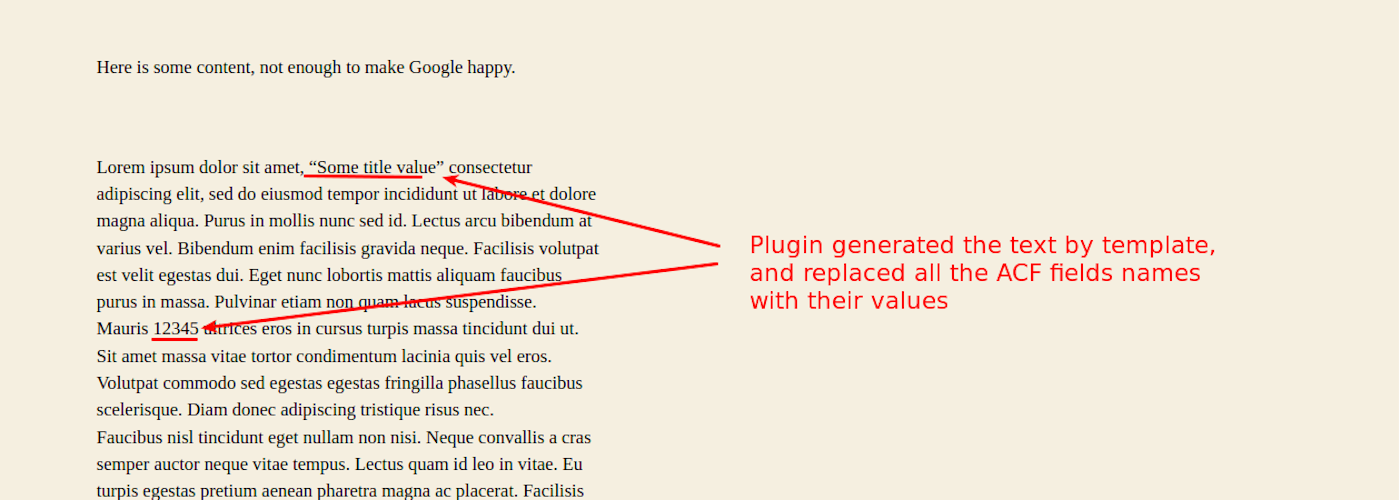 Here is some content, not enough to make Google happy.
Lorem ipsum dolor sit amet, “Some title value” consectetur
adipiscing elit, sed do eiusmod tempor incididunt ut labore et dolore
magna aliqua. Purus in mollis nunc sed id. Lectus arcu bibendum at
varius vel. Bibendum enim facilisis gravida neque. Facilisis volutpat
est velit egestas dui. Eget nunc lobortis mattis aliquam faucibus
purus in massa. Pulvinar etiam non quam lacus suspendisse.
Mauris 12345 ultrices eros in cursus turpis massa tincidunt dui ut.
Sit amet massa vitae tortor condimentum lacinia quis vel eros.
Volutpat commodo sed egestas egestas fringilla phasellus faucibus
scelerisque. Diam donec adipiscing tristique risus nec.
Faucibus nisl tincidunt eget nullam non nisi. Neque convallis a cras
semper auctor neque vitae tempus. Lectus quam id leo in vitae. Eu
turpis egestas pretium aenean pharetra magna ac placerat. Facilisis
Plugin generated the text by template,
and replaced all the ACF fields names
with their values